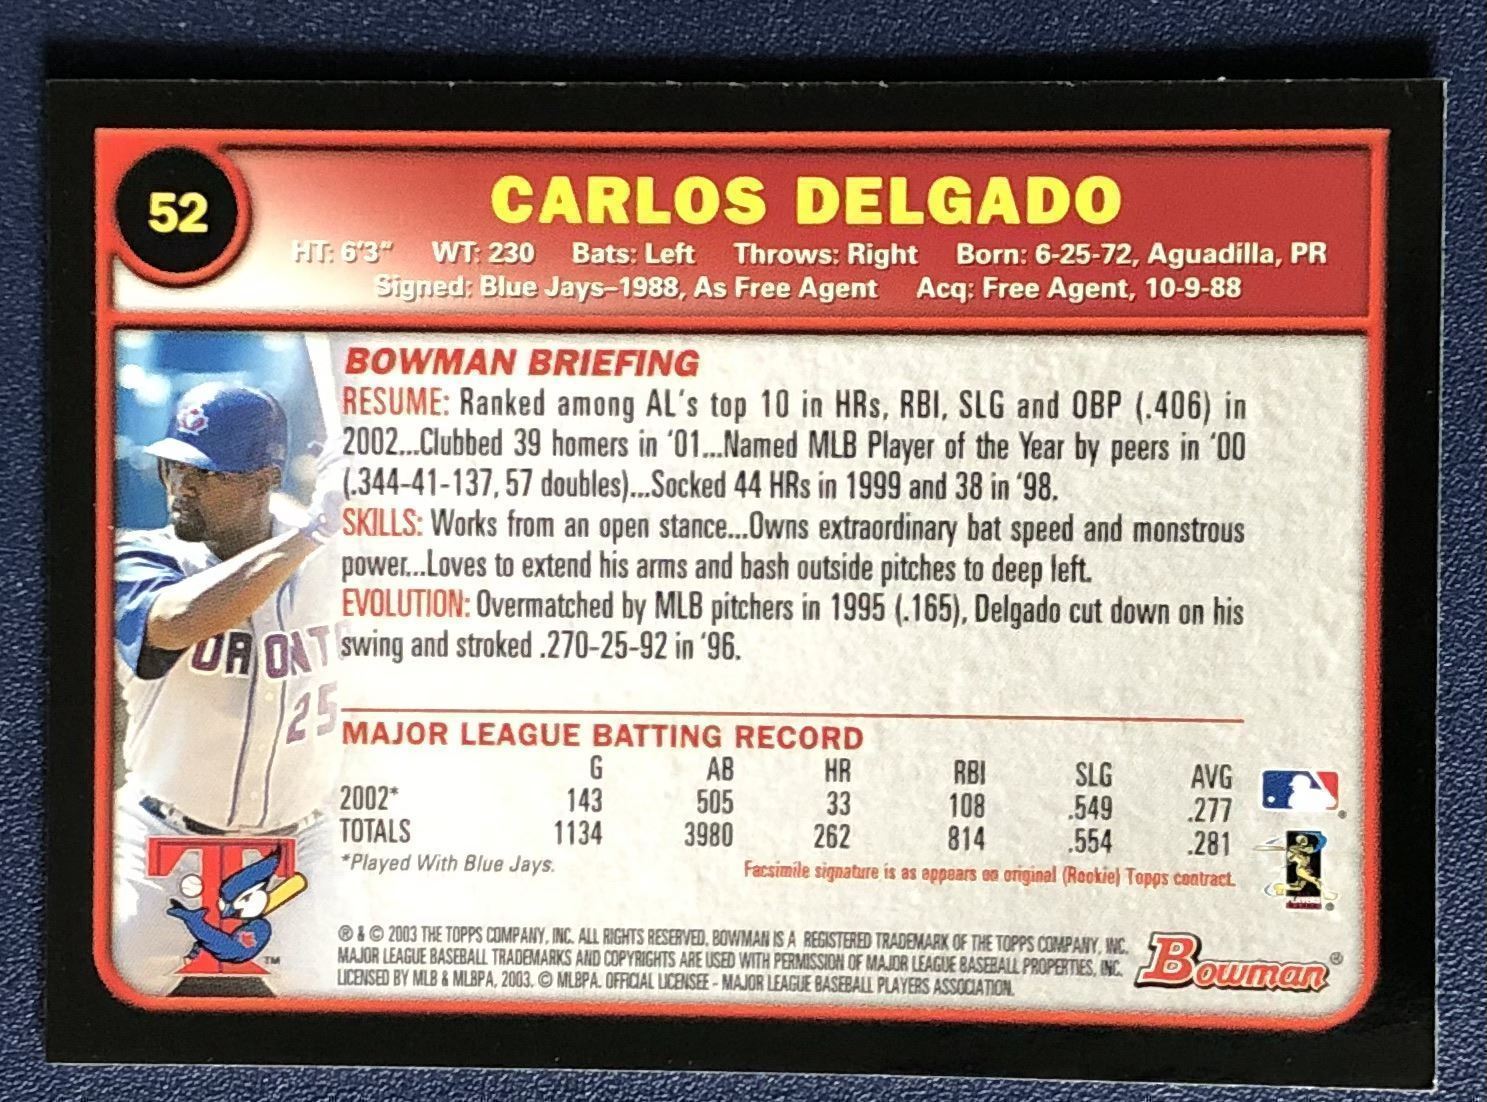 52
CARLOS DELGADO
HT: 6'3" WT: 230 Bats: Left Throws: Right Born: 6-25-72, Aguadilla, PR
Signed: Blue Jays–1988, As Free Agent Acq: Free Agent, 10-9-88
BOWMAN BRIEFING
RESUME: Ranked among AL's top 10 in HRs, RBI, SLG and OBP (.406) in
2002...Clubbed 39 homers in '01...Named MLB Player of the Year by peers in '00
(.344-41-137, 57 doubles)...Socked 44 HRs in 1999 and 38 in '98.
SKILLS: Works from an open stance...Owns extraordinary bat speed and monstrous
power...Loves to extend his arms and bash outside pitches to deep left.
EVOLUTION: Overmatched by MLB pitchers in 1995 (.165), Delgado cut down on his
swing and stroked .270-25-92 in '96.
ORONT
25
MAJOR LEAGUE BATTING RECORD
G AB HR RBI SLG AVG
2002* 143 505 33 108 .549 .277
TOTALS 1134 3980 262 814 .554 .281
*Played With Blue Jays.
Facsimile signature is as appears on original (Rookie) Topps contract.
T
TM
® & © 2003 THE TOPPS COMPANY, INC. ALL RIGHTS RESERVED. BOWMAN IS A REGISTERED TRADEMARK OF THE TOPPS COMPANY, INC.
MAJOR LEAGUE BASEBALL TRADEMARKS AND COPYRIGHTS ARE USED WITH PERMISSION OF MAJOR LEAGUE BASEBALL PROPERTIES, INC.
LICENSED BY MLB & MLBPA, 2003. © MLBPA. OFFICIAL LICENSEE - MAJOR LEAGUE BASEBALL PLAYERS ASSOCIATION.
Bowman®